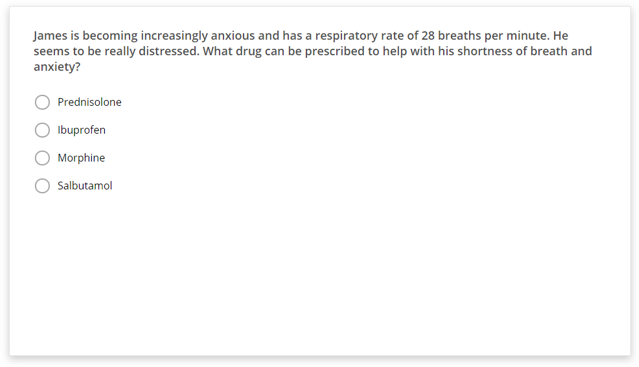 James is becoming increasingly anxious and has a respiratory rate of 28 breaths per minute. He
seems to be really distressed. What drug can be prescribed to help with his shortness of breath and
anxiety?
Prednisolone
Ibuprofen
Morphine
Salbutamol